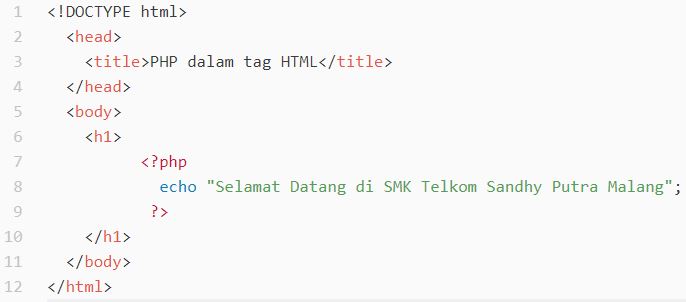 1 <!DOCTYPE html>
2 <head>
3 <title>PHP dalam tag HTML</title>
4 </head>
5 <body>
6 <h1>
7 <?php
8 echo "Selamat Datang di SMK Telkom Sandhy Putra Malang";
9 ?>
10 </h1>
11 </body>
12 </html>